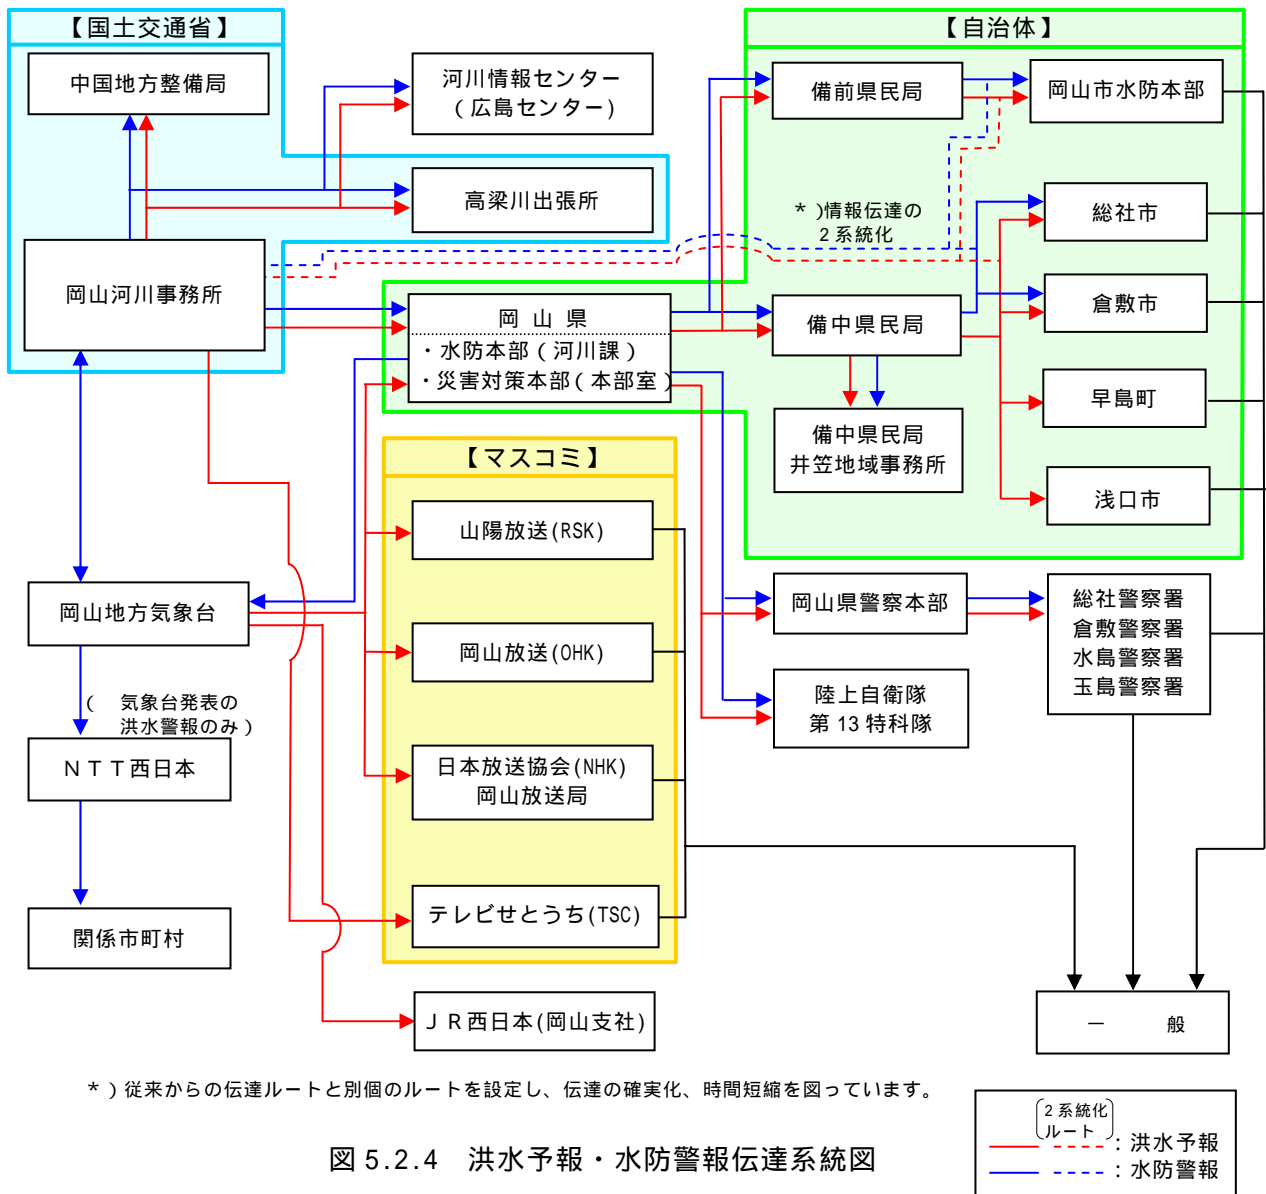 【国土交通省】
中国地方整備局
河川情報センター
(広島センター)
高梁川出張所
岡山河川事務所
【自治体】
備前県民局
岡山市水防本部
*)情報伝達の
2系統化
総社市
倉敷市
岡山県
・水防本部(河川課)
・災害対策本部(本部室)
備中県民局
早島町
備中県民局
井笠地域事務所
浅口市
【マスコミ】
山陽放送(RSK)
岡山放送(OHK)
日本放送協会(NHK)
岡山放送局
テレビせとうち(TSC)
岡山地方気象台
( 気象台発表の
洪水警報のみ)
NTT西日本
関係市町村
岡山県警察本部
総社警察署
倉敷警察署
水島警察署
玉島警察署
陸上自衛隊
第13特科隊
JR西日本(岡山支社)
一 般
*)従来からの伝達ルートと別個のルートを設定し、伝達の確実化、時間短縮を図っています。
2系統化
ルート
:洪水予報
:水防警報
図5.2.4 洪水予報・水防警報伝達系統図